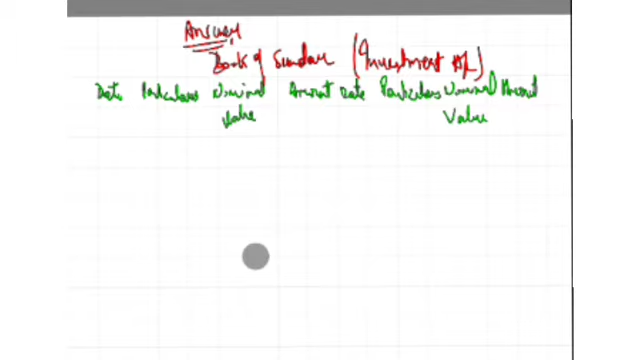 Answer
Book of Sundar (Investment A/c)
Date Particulars Nominal Amount Date Particulars Nominal Amount
Value Value